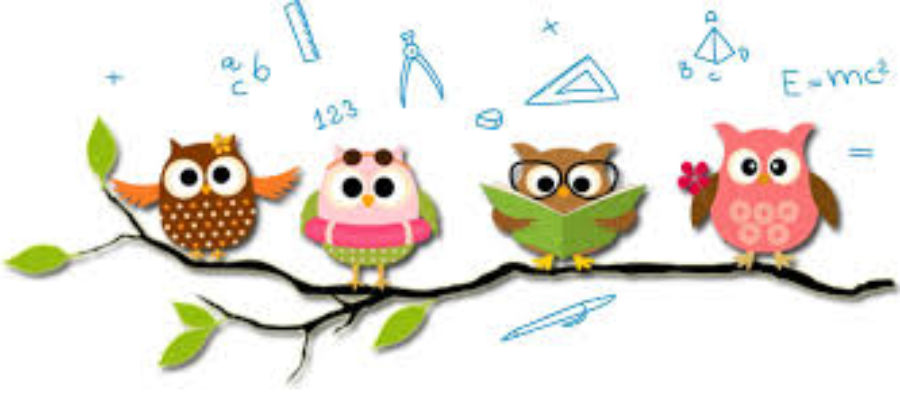 +
a b
c
123
×
A
B C D
E=mc²
=